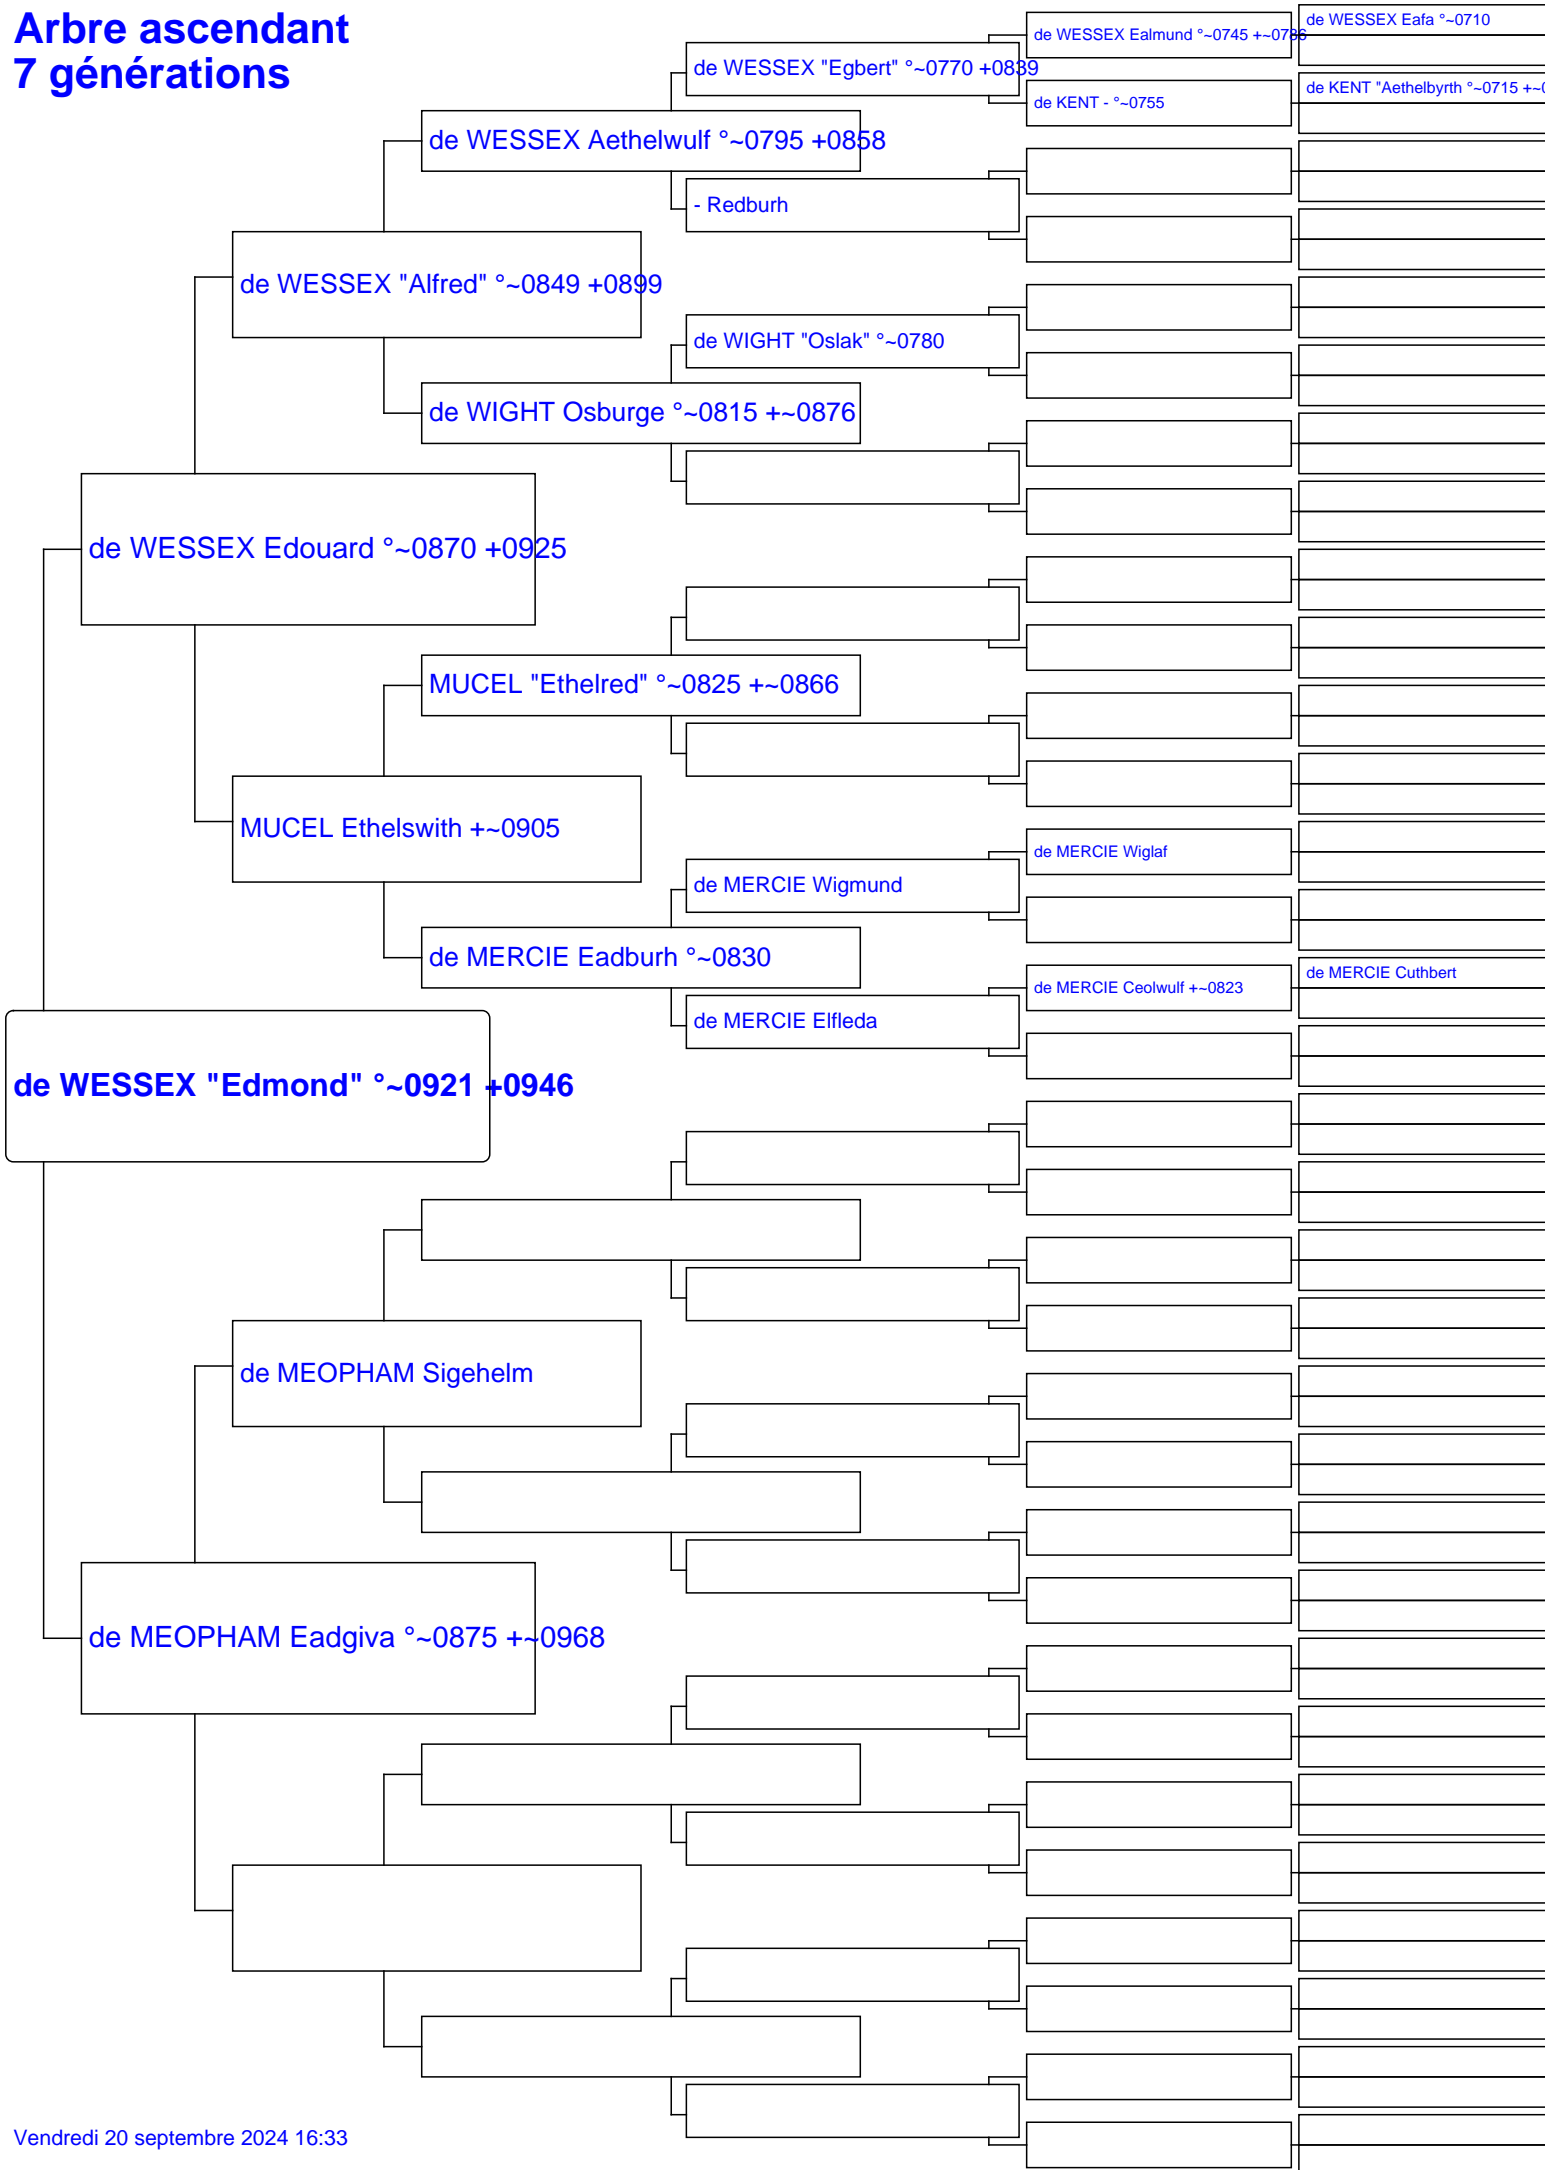 Arbre ascendant
7 générations
de WESSEX Eafa °~0710
de WESSEX Ealmund °~0745 +~0786
de WESSEX "Egbert" °~0770 +0839
de KENT "Aethelbyrth °~0715 +~0
de KENT - °~0755
de WESSEX Aethelwulf °~0795 +0858
- Redburh
de WESSEX "Alfred" °~0849 +0899
de WIGHT "Oslak" °~0780
de WIGHT Osburge °~0815 +~0876
de WESSEX Edouard °~0870 +0925
MUCEL "Ethelred" °~0825 +~0866
MUCEL Ethelswith +~0905
de MERCIE Wiglaf
de MERCIE Wigmund
de MERCIE Eadburh °~0830
de MERCIE Cuthbert
de MERCIE Ceolwulf +~0823
de MERCIE Elfleda
de WESSEX "Edmond" °~0921 +0946
de MEOPHAM Sigehelm
de MEOPHAM Eadgiva °~0875 +~0968
Vendredi 20 septembre 2024 16:33